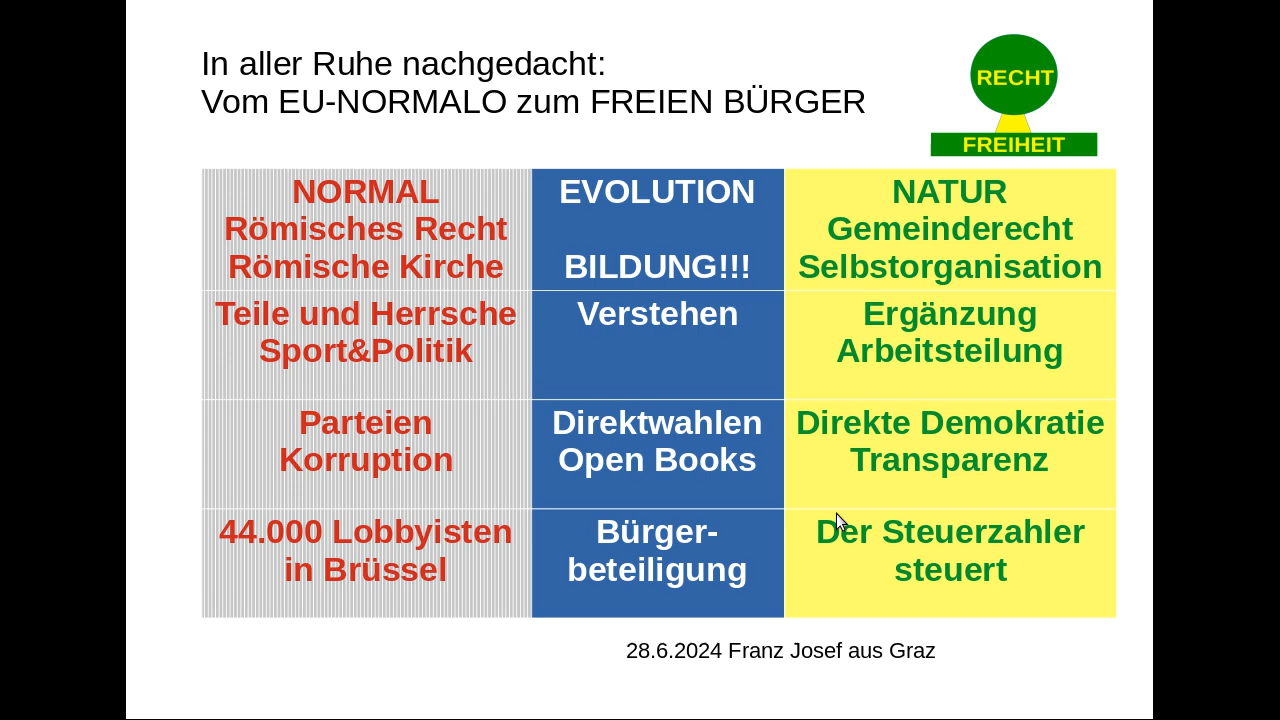 In aller Ruhe nachgedacht:
Vom EU-NORMALO zum FREIEN BÜRGER
RECHT
FREIHEIT
NORMAL
Römisches Recht
Römische Kirche
EVOLUTION
BILDUNG!!!
NATUR
Gemeinderecht
Selbstorganisation
Teile und Herrsche
Sport&Politik
Verstehen
Ergänzung
Arbeitsteilung
Parteien
Korruption
Direktwahlen
Open Books
Direkte Demokratie
Transparenz
44.000 Lobbyisten
in Brüssel
Bürger-
beteiligung
Der Steuerzahler
steuert
28.6.2024 Franz Josef aus Graz